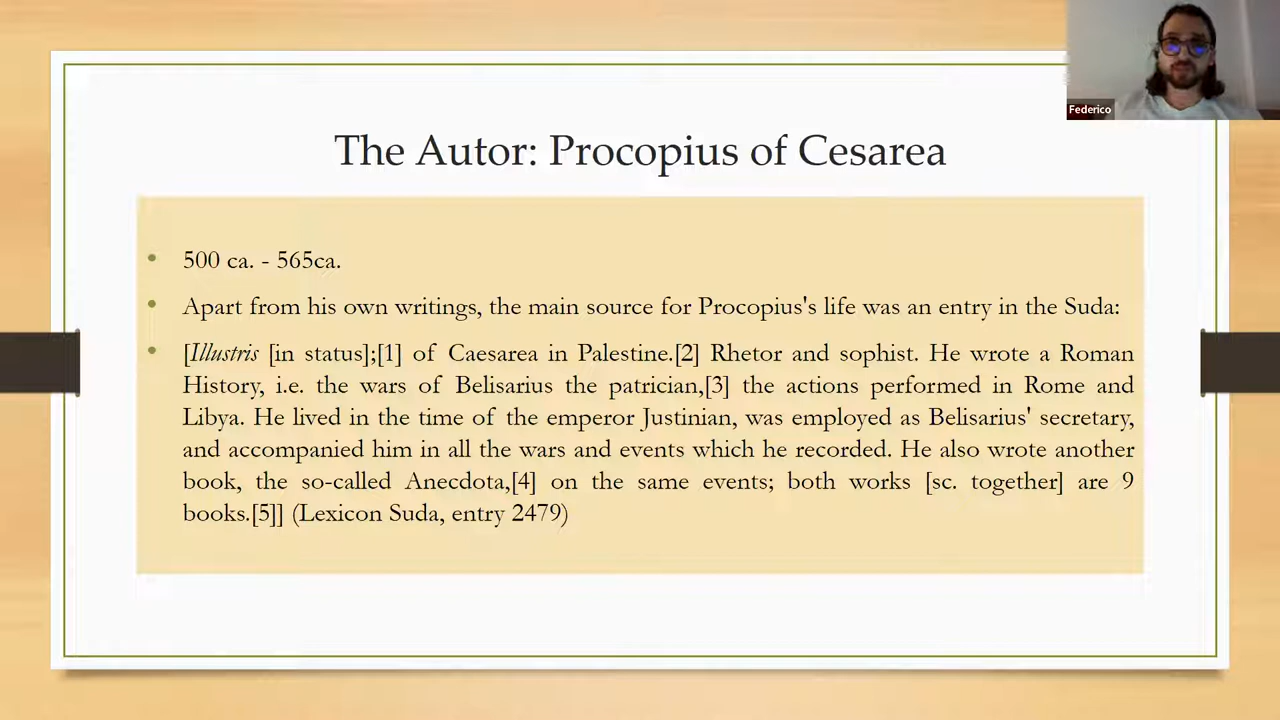 Federico
The Autor: Procopius of Cesarea
• 500 ca. - 565ca.
• Apart from his own writings, the main source for Procopius's life was an entry in the Suda:
• [Illustris [in status];[1] of Caesarea in Palestine.[2] Rhetor and sophist. He wrote a Roman
History, i.e. the wars of Belisarius the patrician,[3] the actions performed in Rome and
Libya. He lived in the time of the emperor Justinian, was employed as Belisarius' secretary,
and accompanied him in all the wars and events which he recorded. He also wrote another
book, the so-called Anecdota,[4] on the same events; both works [sc. together] are 9
books.[5]] (Lexicon Suda, entry 2479)